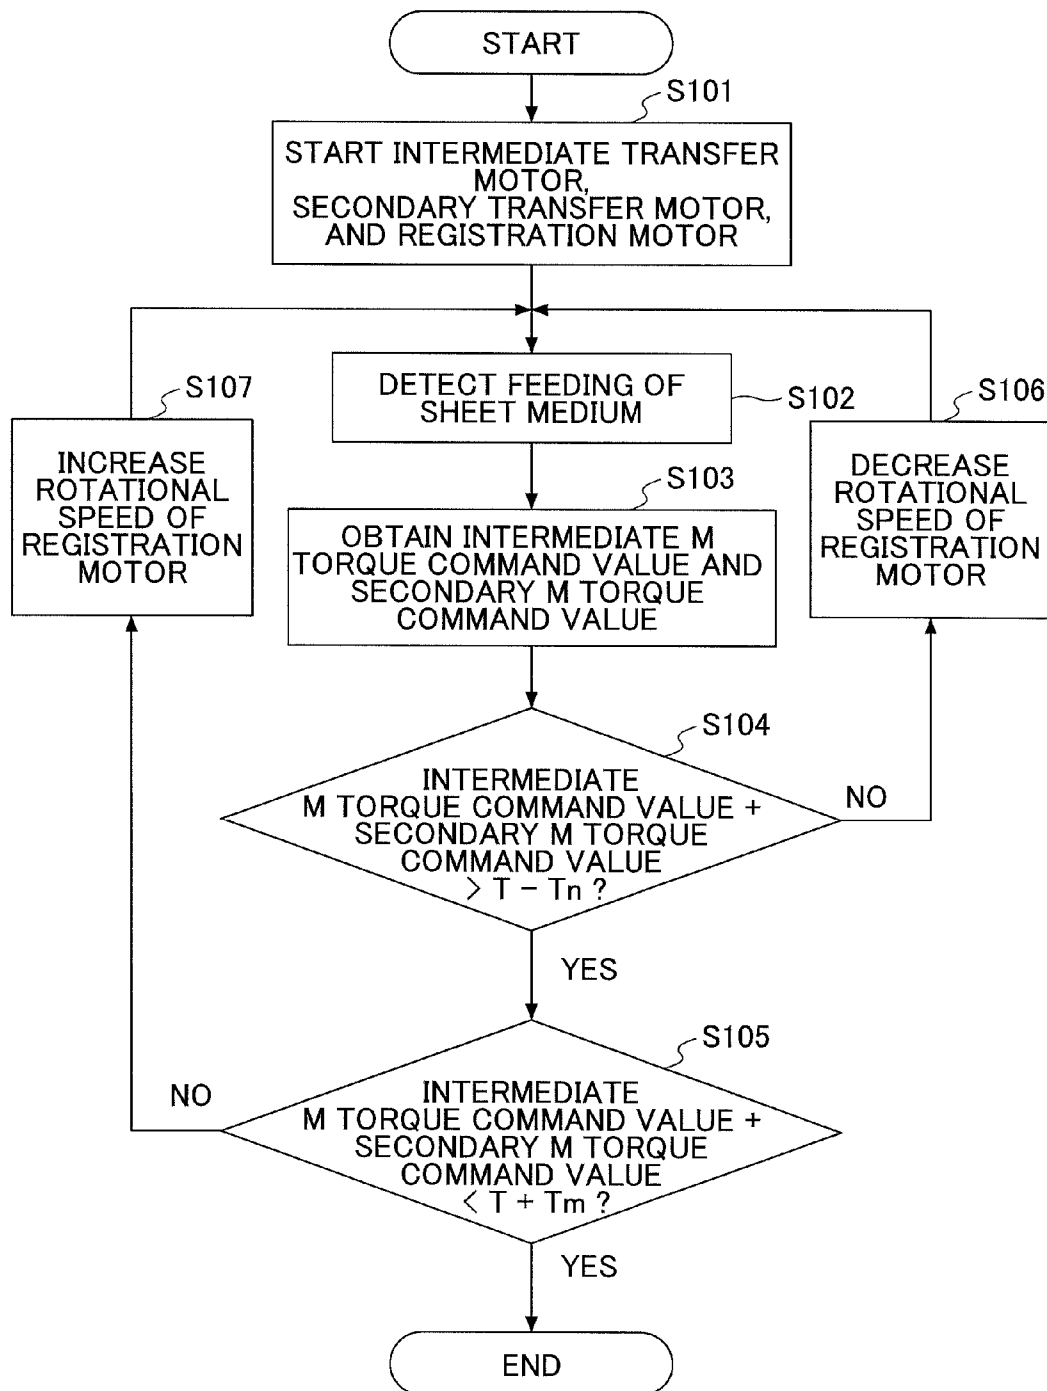 START
S101
START INTERMEDIATE TRANSFER
MOTOR,
SECONDARY TRANSFER MOTOR,
AND REGISTRATION MOTOR
S107
INCREASE
ROTATIONAL
SPEED OF
REGISTRATION
MOTOR
DETECT FEEDING OF
SHEET MEDIUM
S102
S106
DECREASE
ROTATIONAL
SPEED OF
REGISTRATION
MOTOR
S103
OBTAIN INTERMEDIATE M
TORQUE COMMAND VALUE AND
SECONDARY M TORQUE
COMMAND VALUE
S104
INTERMEDIATE
M TORQUE COMMAND VALUE +
SECONDARY M TORQUE
COMMAND VALUE
> T − Tn ?
NO
YES
S105
INTERMEDIATE
M TORQUE COMMAND VALUE +
SECONDARY M TORQUE
COMMAND VALUE
< T + Tm ?
NO
YES
END